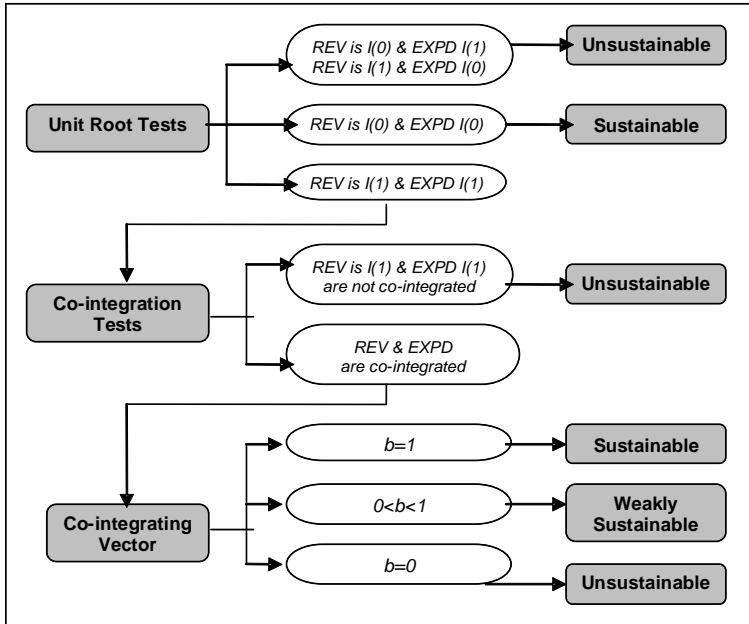 REV is I(0) & EXPD I(1)
REV is I(1) & EXPD I(0)
Unsustainable
Unit Root Tests
REV is I(0) & EXPD I(0)
Sustainable
REV is I(1) & EXPD I(1)
Co-integration
Tests
REV is I(1) & EXPD I(1)
are not co-integrated
Unsustainable
REV & EXPD
are co-integrated
Co-integrating
Vector
b=1
Sustainable
0<b<1
Weakly
Sustainable
b=0
Unsustainable